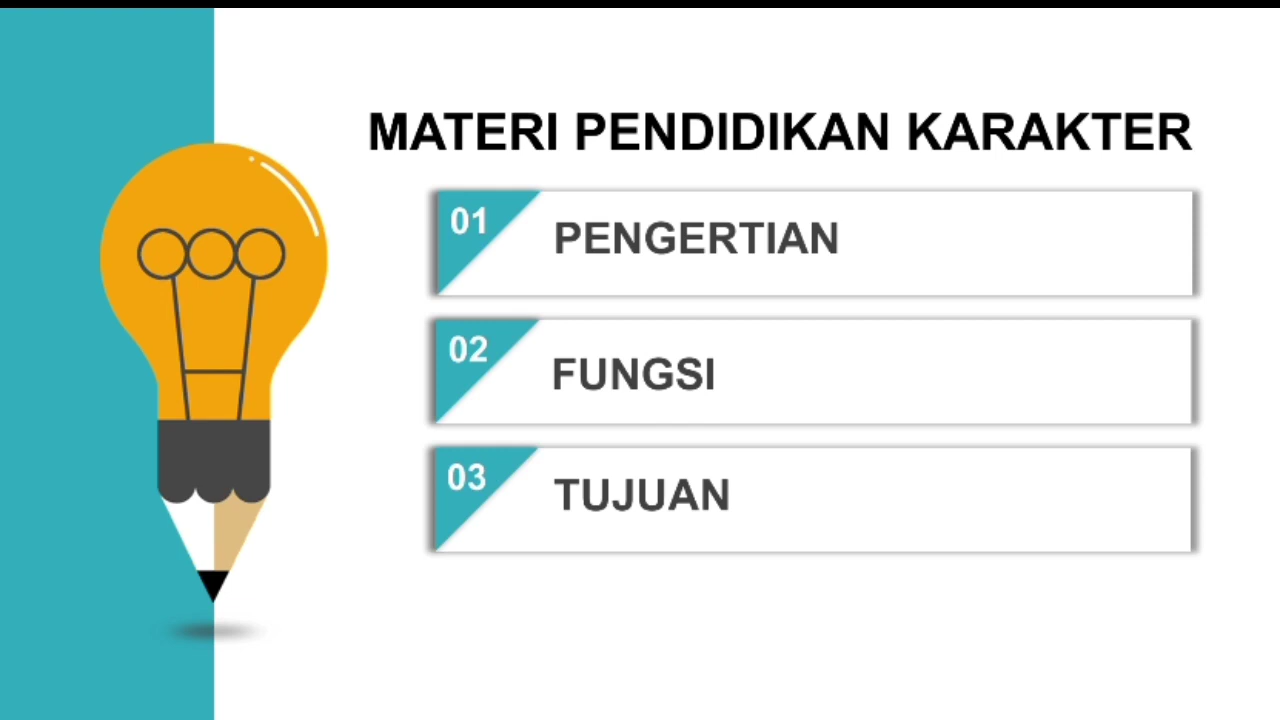 MATERI PENDIDIKAN KARAKTER
01
PENGERTIAN
02
FUNGSI
03
TUJUAN